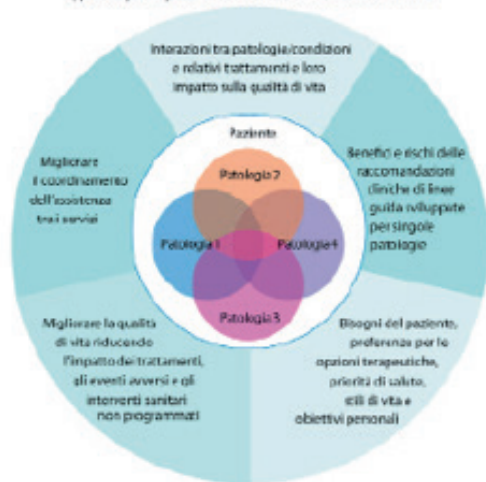 Interazioni tra patologie/condizioni
e relativi trattamenti e loro
impatto sulla qualità di vita
Paziente
Migliorare
il coordinamento
dell'assistenza
tra i servizi
Patologia 2
Patologia 1
Patologia 4
Patologia 3
Benefici e rischi delle
raccomandazioni
cliniche di linee
guida sviluppate
per singole
patologie
Migliorare la qualità
di vita riducendo
l'impatto dei trattamenti,
gli eventi avversi e gli
interventi sanitari
non programmati
Bisogni del paziente,
preferenze per le
opzioni terapeutiche,
priorità di salute,
stili di vita e
obiettivi personali